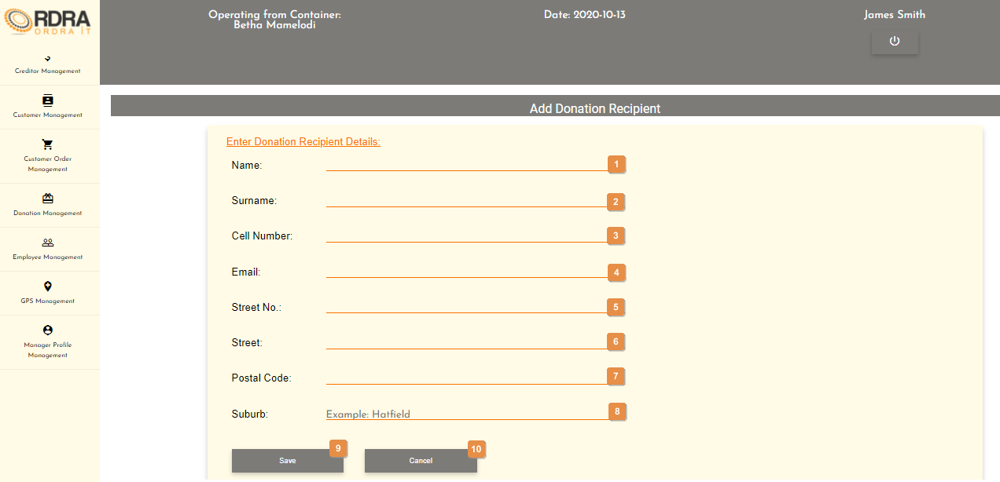 ORDRA
ORDRA IT
Operating from Container:
Betha Mamelodi
Date: 2020-10-13
James Smith
Creditor Management
Customer Management
Customer Order
Management
Donation Management
Employee Management
GPS Management
Manager Profile
Management
Add Donation Recipient
Enter Donation Recipient Details:
Name: 1
Surname: 2
Cell Number: 3
Email: 4
Street No.: 5
Street: 6
Postal Code: 7
Suburb: Example: Hatfield 8
Save 9 Cancel 10